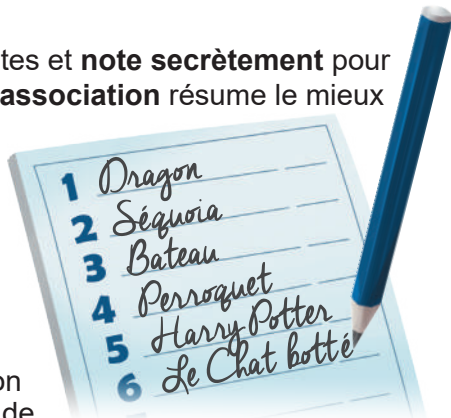 tes et note secrètement pour
association résume le mieux
1 Dragon
2 Séquoia
3 Bateau
4 Perroquet
5 Harry Potter
6 Le Chat botté
on
de